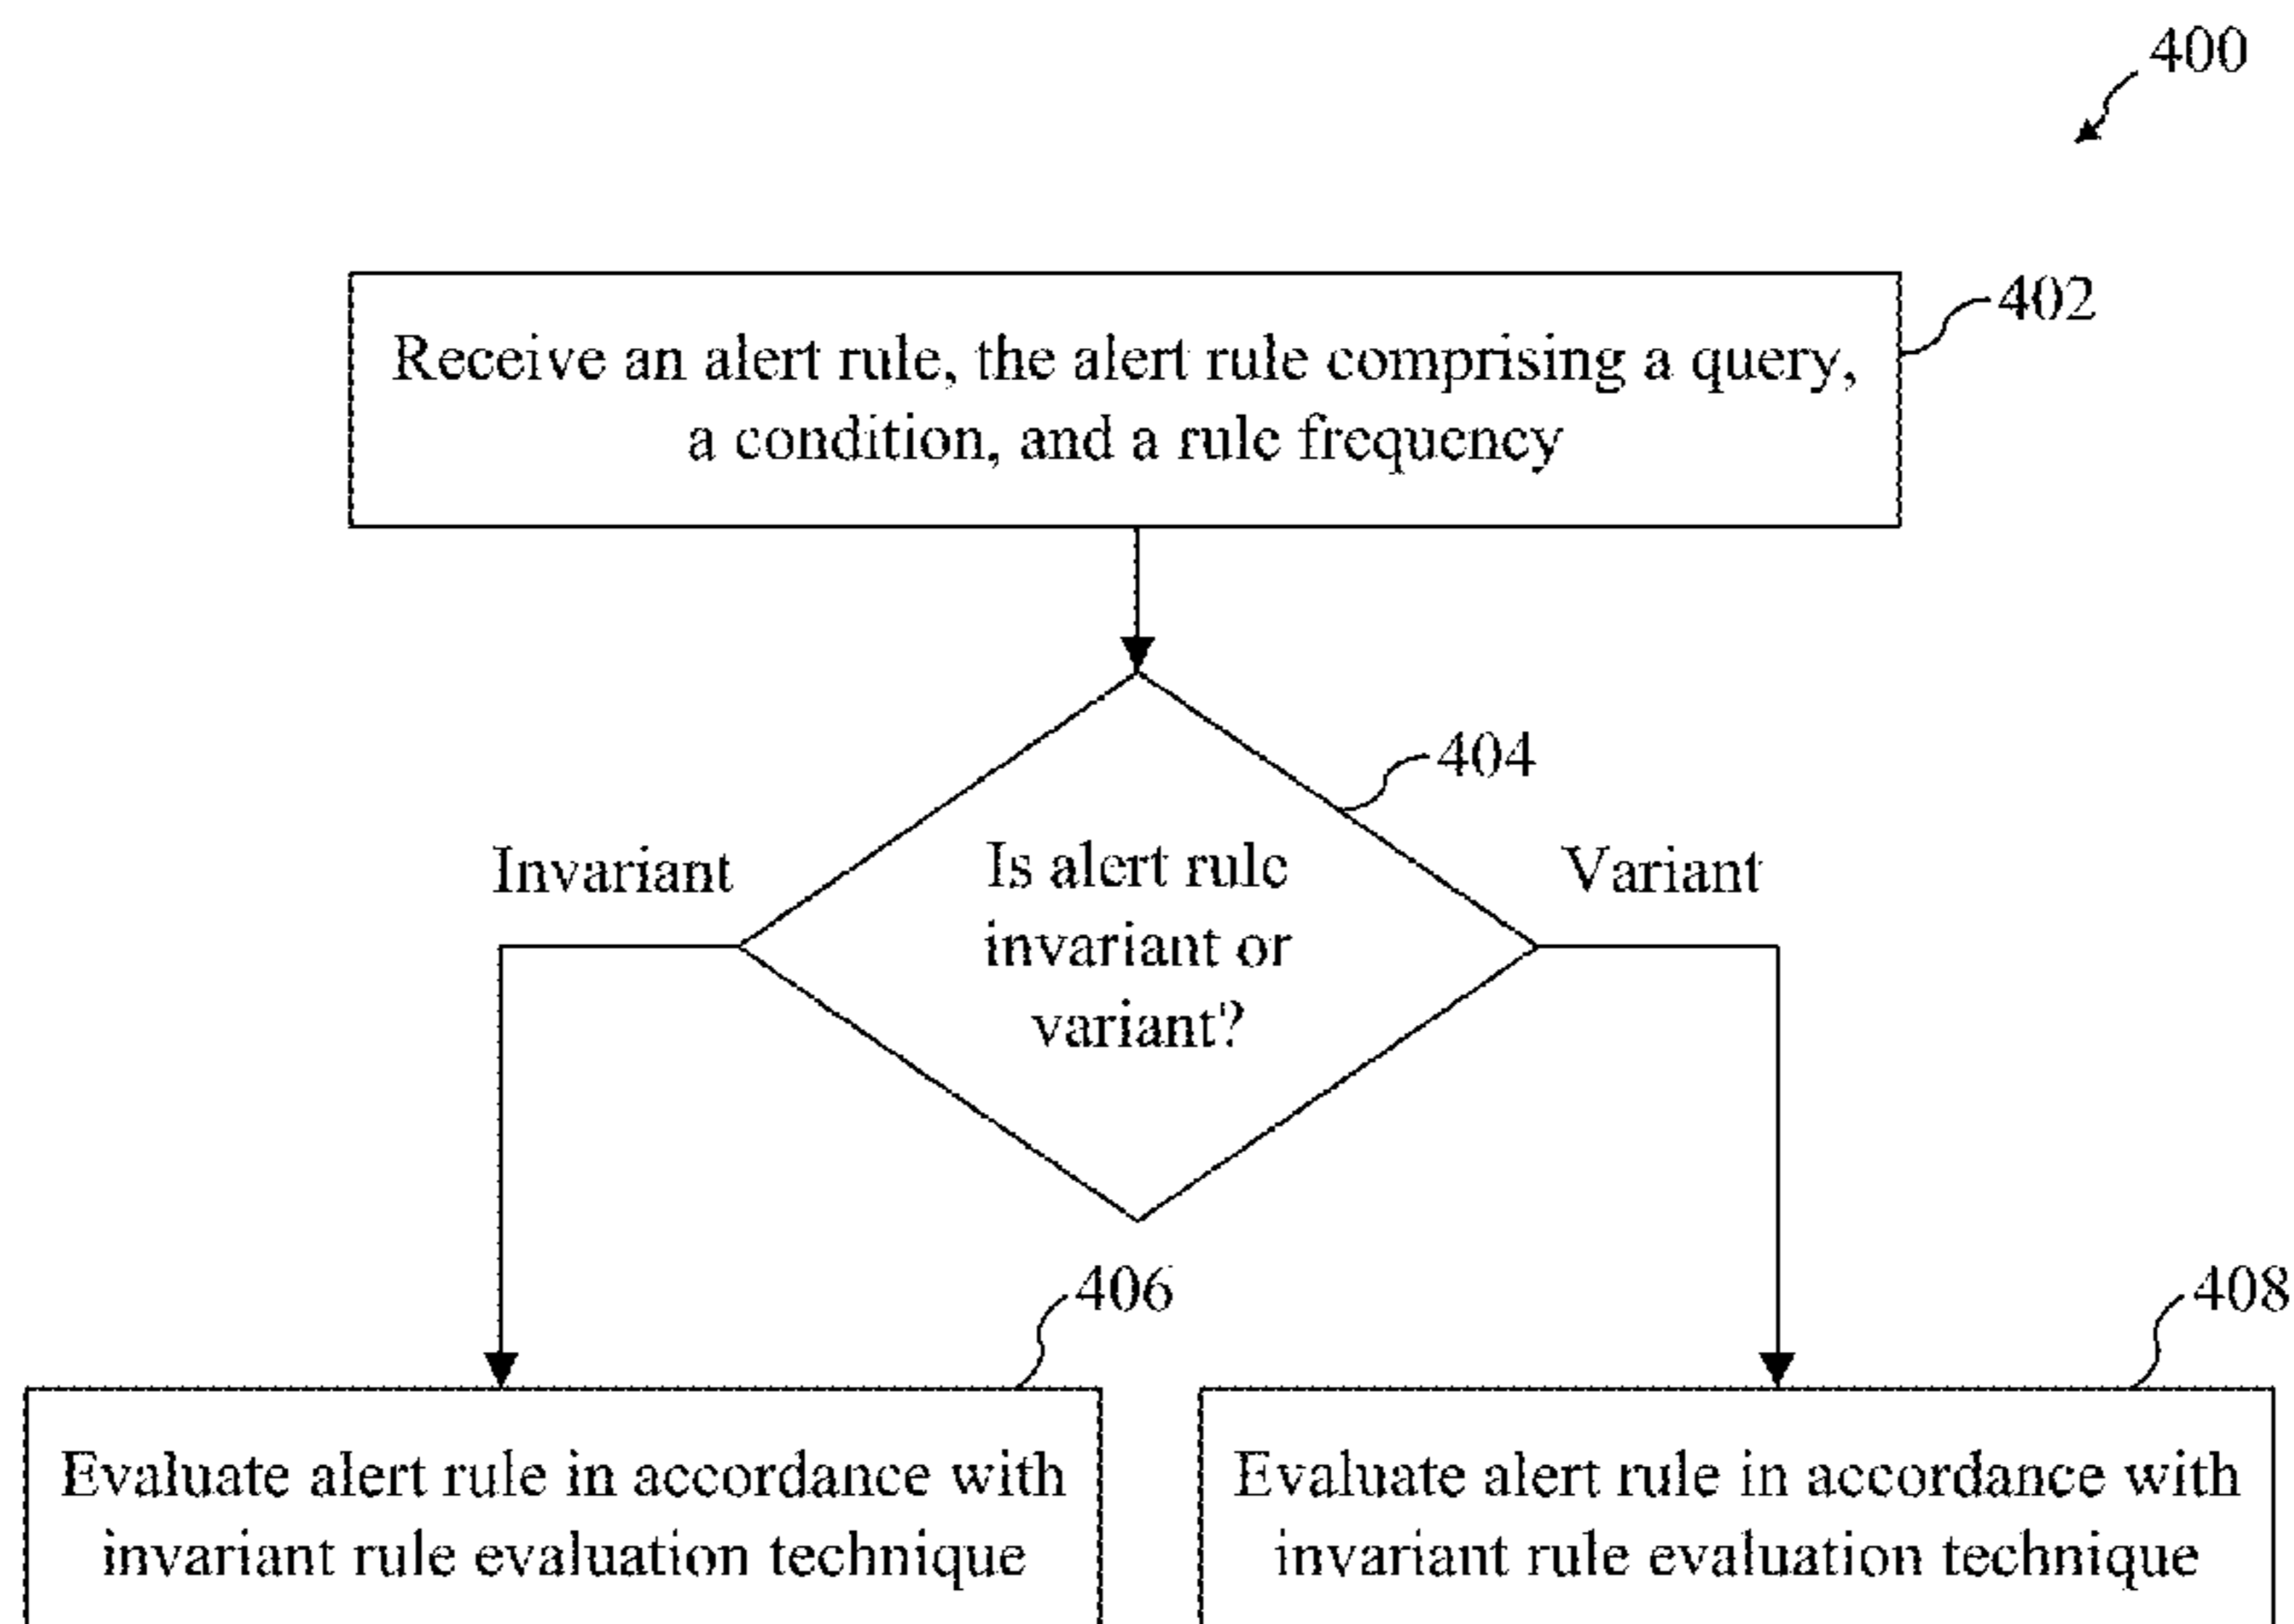 400
402
Receive an alert rule, the alert rule comprising a query,
a condition, and a rule frequency
404
Invariant
Is alert rule
invariant or
variant?
Variant
406
408
Evaluate alert rule in accordance with
invariant rule evaluation technique
Evaluate alert rule in accordance with
invariant rule evaluation technique